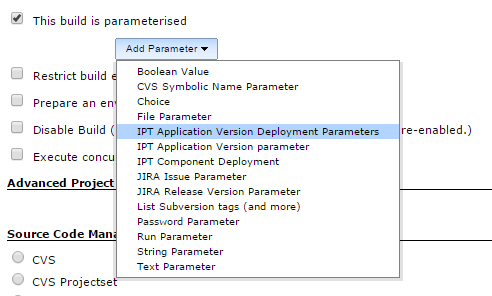 This build is parameterised
Add Parameter
Boolean Value
CVS Symbolic Name Parameter
Choice
File Parameter
IPT Application Version Deployment Parameters
IPT Application Version parameter
IPT Component Deployment
JIRA Issue Parameter
JIRA Release Version Parameter
List Subversion tags (and more)
Password Parameter
Run Parameter
String Parameter
Text Parameter
Restrict build
Prepare an
Disable Build ( re-enabled.)
Execute
Advanced Project
Source Code
CVS
CVS Projectset